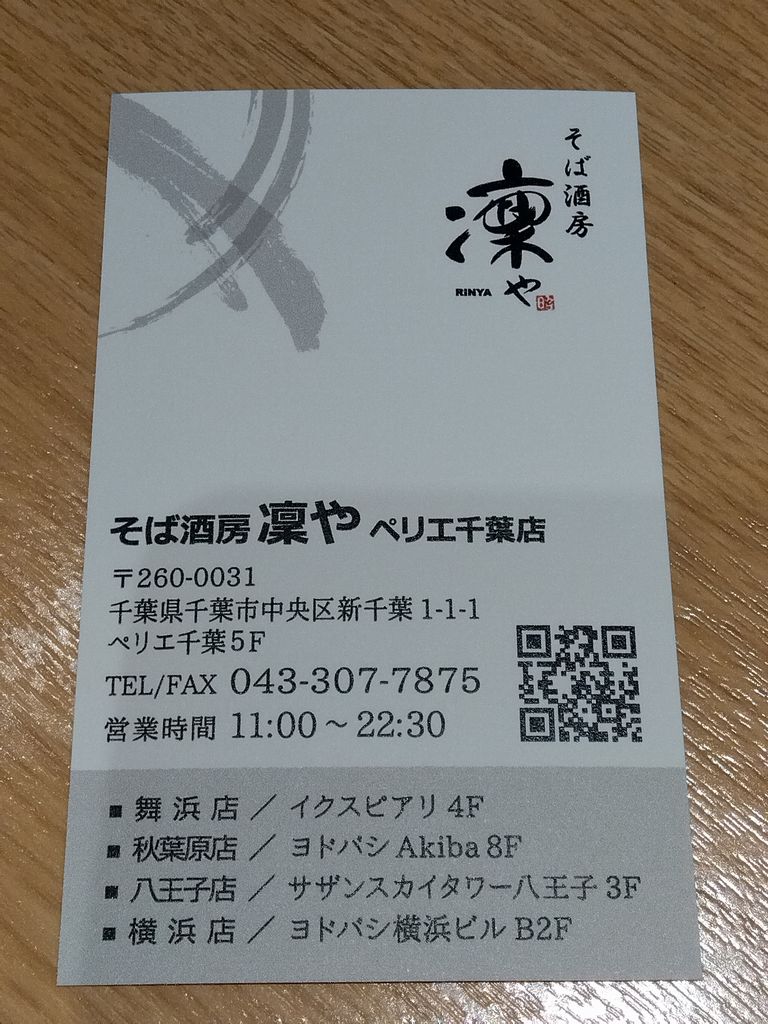 そば酒房
凜や
RINYA
そば酒房 凜や ペリエ千葉店
〒260-0031
千葉県千葉市中央区新千葉 1-1-1
ペリエ千葉5F
TEL/FAX 043-307-7875
営業時間 11:00～22:30
■ 舞浜店／イクスピアリ 4F
■ 秋葉原店／ヨドバシ Akiba 8F
■ 八王子店／サザンスカイタワー八王子 3F
■ 横浜店／ヨドバシ横浜ビル B2F